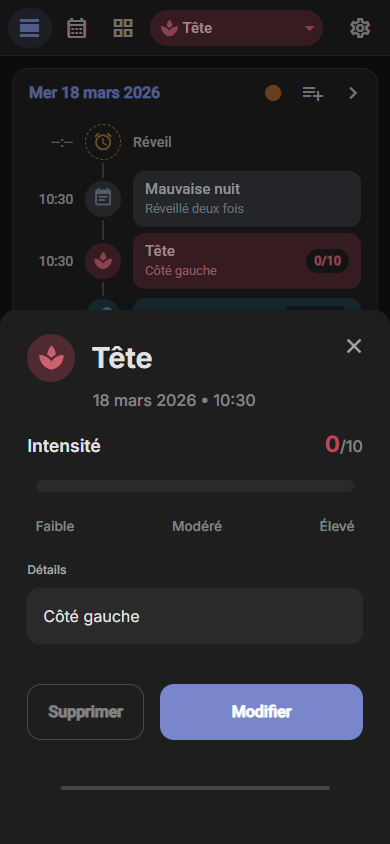 Tête
Mer 18 mars 2026
--:-- Réveil
10:30 Mauvaise nuit
Réveillé deux fois
10:30 Tête
Côté gauche
0/10
Tête
18 mars 2026 • 10:30
Intensité 0/10
Faible Modéré Élevé
Détails
Côté gauche
Supprimer Modifier